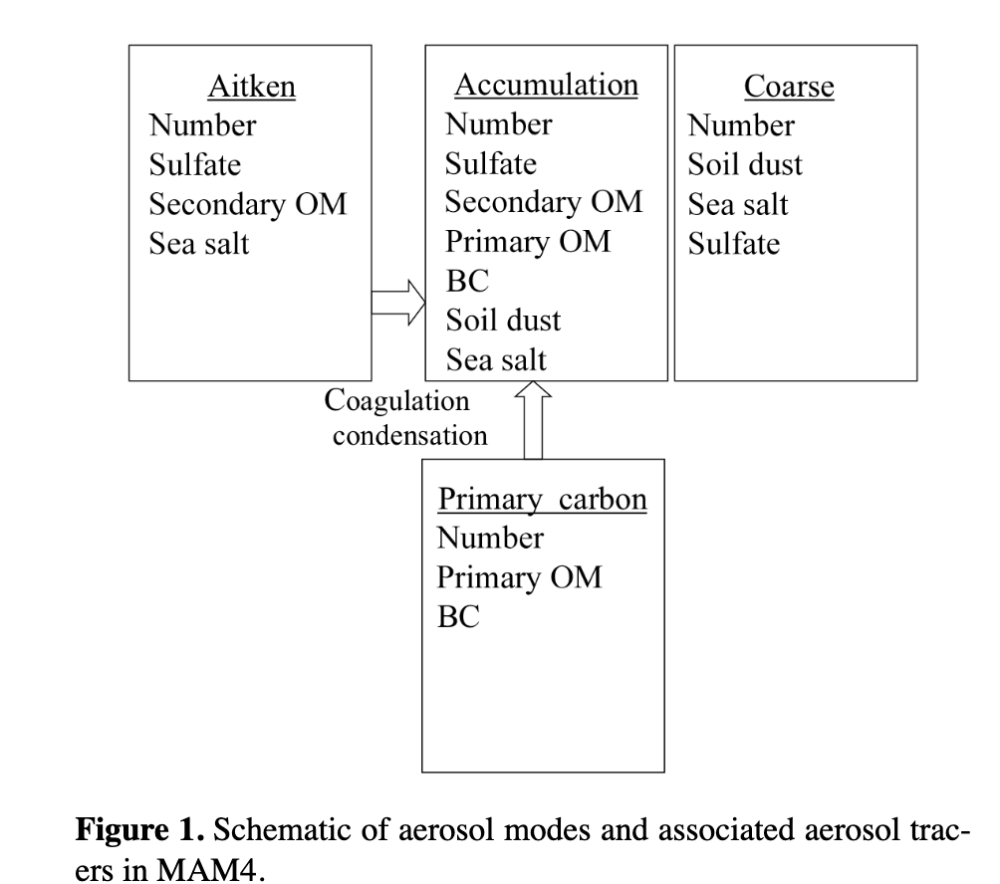 Aitken
Number
Sulfate
Secondary OM
Sea salt
Accumulation
Number
Sulfate
Secondary OM
Primary OM
BC
Soil dust
Sea salt
Coarse
Number
Soil dust
Sea salt
Sulfate
Coagulation
condensation
Primary carbon
Number
Primary OM
BC
Figure 1. Schematic of aerosol modes and associated aerosol trac-
ers in MAM4.